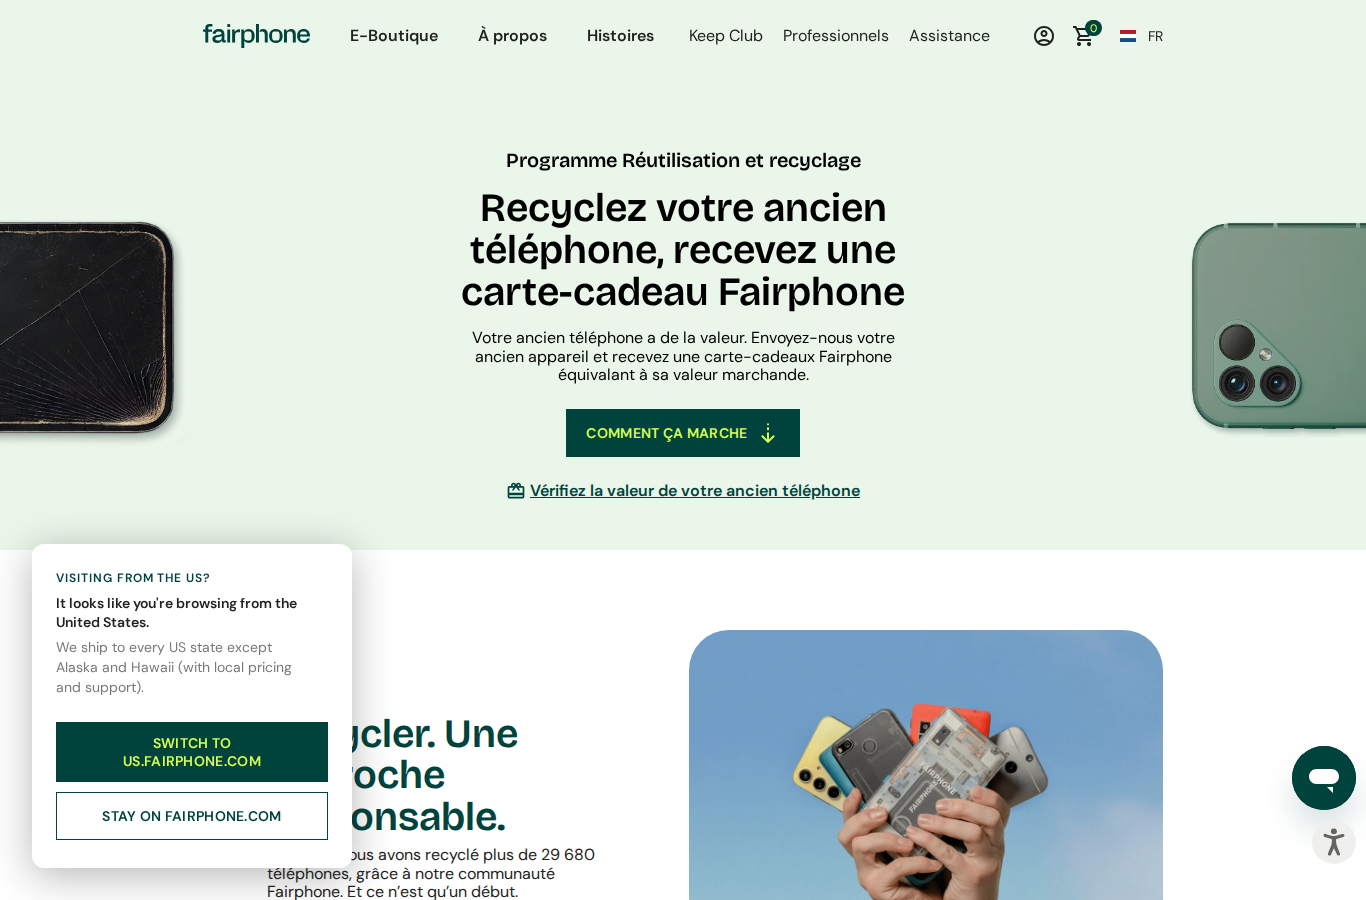 fairphone
E-Boutique
À propos
Histoires
Keep Club
Professionnels
Assistance
0
FR
Programme Réutilisation et recyclage
Recyclez votre ancien
téléphone, recevez une
carte-cadeau Fairphone
Votre ancien téléphone a de la valeur. Envoyez-nous votre
ancien appareil et recevez une carte-cadeaux Fairphone
équivalant à sa valeur marchande.
COMMENT ÇA MARCHE
Vérifiez la valeur de votre ancien téléphone
VISITING FROM THE US?
It looks like you're browsing from the
United States.
We ship to every US state except
Alaska and Hawaii (with local pricing
and support).
SWITCH TO
US.FAIRPHONE.COM
STAY ON FAIRPHONE.COM
Une
avons recyclé plus de 29 680
téléphones, grâce à notre communauté
Fairphone. Et ce n’est qu’un début.
FAIRPHONE
FAIRPHONE